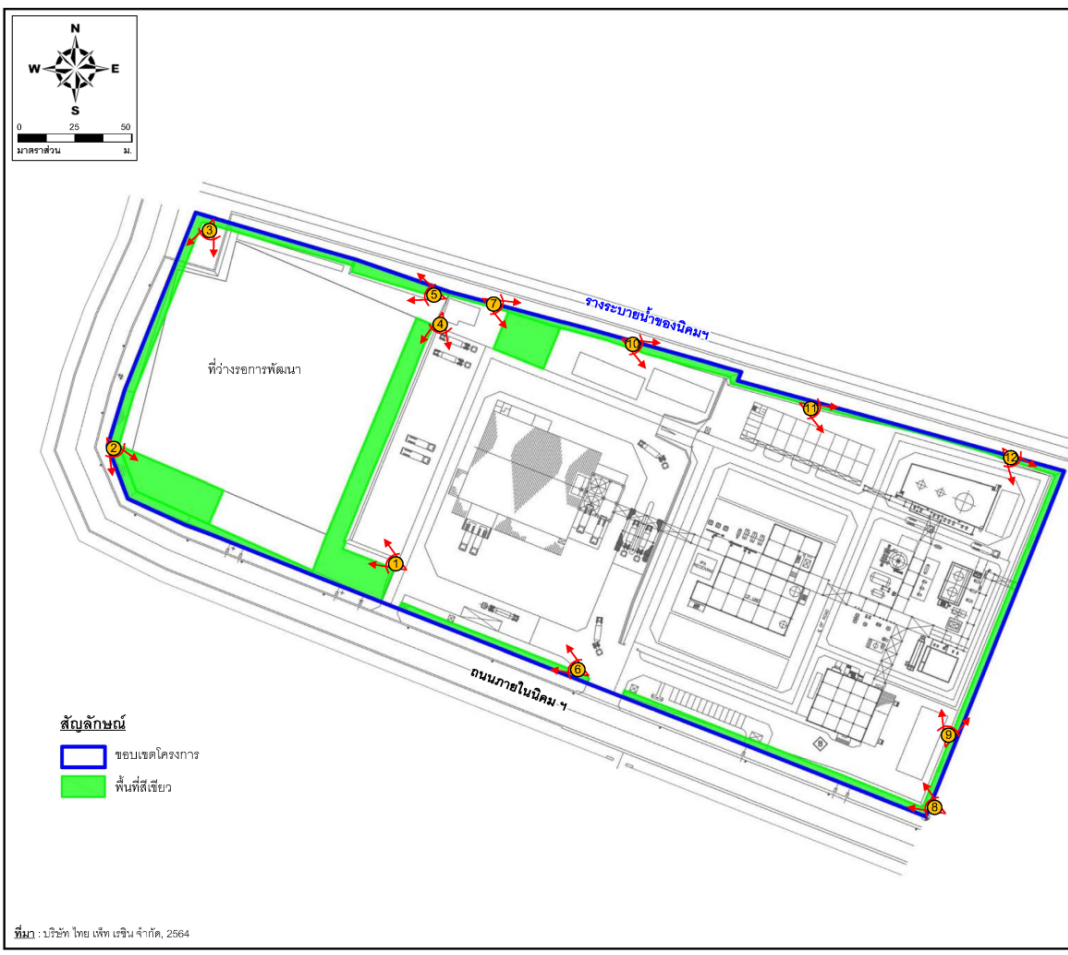 N
W E
S
0 25 50
มาตราส่วน ม.
3
5
7
4
รางระบายน้ำของนิคมฯ
10
ที่ว่างรอการพัฒนา
11
2
12
1
6
ถนนภายในนิคม ฯ
9
8
สัญลักษณ์
ขอบเขตโครงการ
พื้นที่สีเขียว
ที่มา : บริษัท ไทย เพ็ท เรซิน จำกัด, 2564